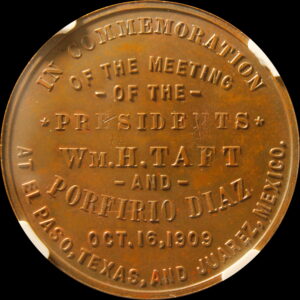 IN COMMEMORATION
OF THE MEETING
- OF THE -
* PRESIDENTS *
WM. H. TAFT
- AND -
PORFIRIO DIAZ
OCT. 16, 1909
AT EL PASO, TEXAS, AND JUAREZ, MEXICO.